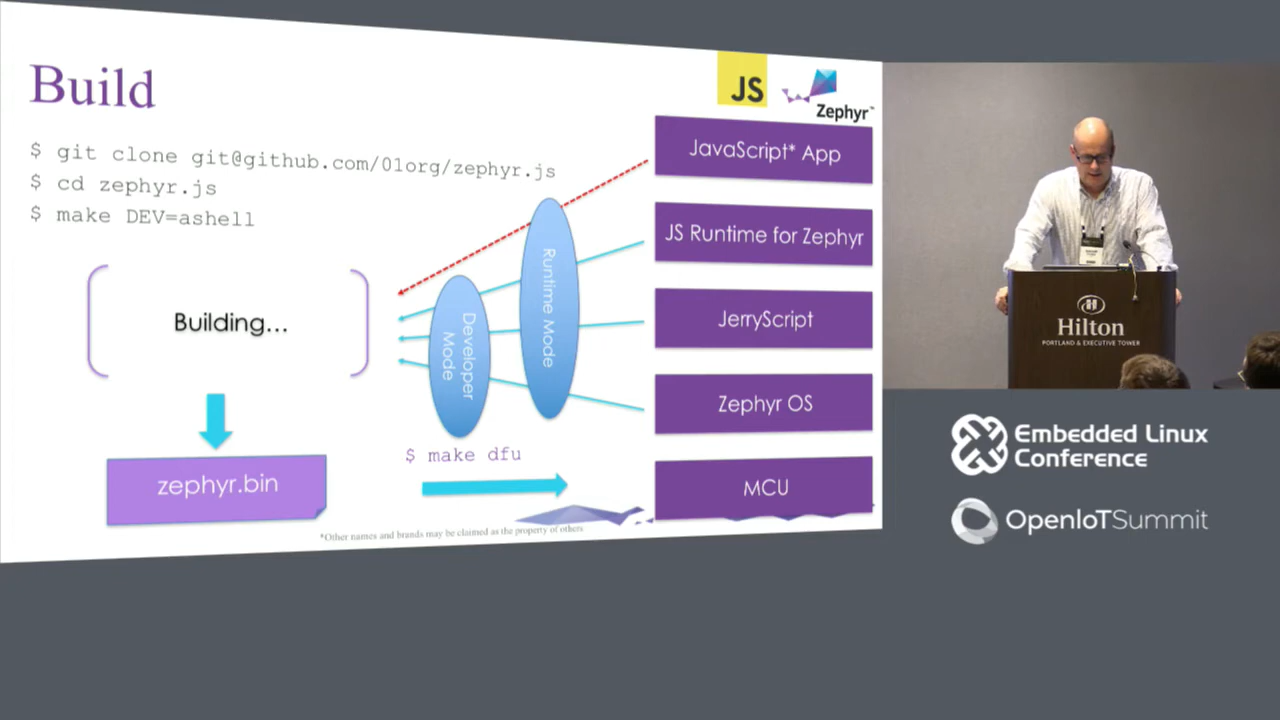 Build
$ git clone git@github.com/01org/zephyr.js
$ cd zephyr.js
$ make DEV=ashell
Building...
zephyr.bin
$ make dfu
Developer
Mode
Runtime Mode
JS
Zephyr™
JavaScript* App
JS Runtime for Zephyr
JerryScript
Zephyr OS
MCU
*Other names and brands may be claimed as the property of others
Hilton
PORTLAND & EXECUTIVE TOWER
Embedded Linux
Conference
OpenIoTSummit